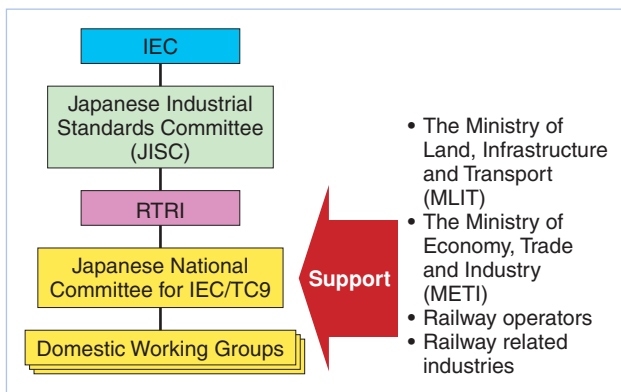 IEC
Japanese Industrial
Standards Committee
(JISC)
RTRI
Japanese National
Committee for IEC/TC9
Domestic Working Groups
Support
• The Ministry of
Land, Infrastructure
and Transport
(MLIT)
• The Ministry of
Economy, Trade
and Industry
(METI)
• Railway operators
• Railway related
industries